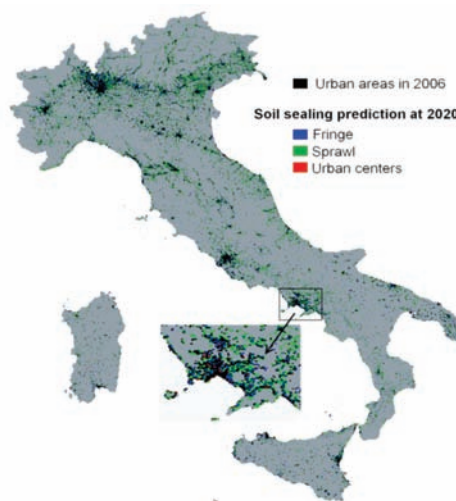 Urban areas in 2006
Soil sealing prediction at 2020
Fringe
Sprawl
Urban centers